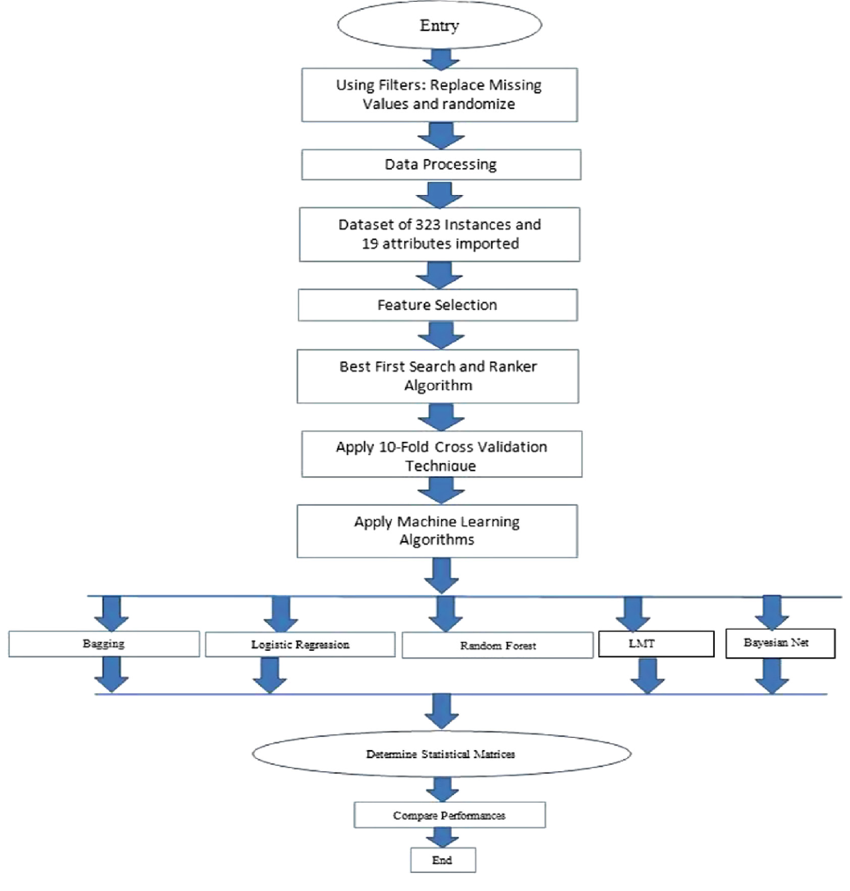 Entry
Using Filters: Replace Missing
Values and randomize
Data Processing
Dataset of 323 Instances and
19 attributes imported
Feature Selection
Best First Search and Ranker
Algorithm
Apply 10-Fold Cross Validation
Technique
Apply Machine Learning
Algorithms
Bagging
Logistic Regression
Random Forest
LMT
Bayesian Net
Determine Statistical Matrices
Compare Performances
End